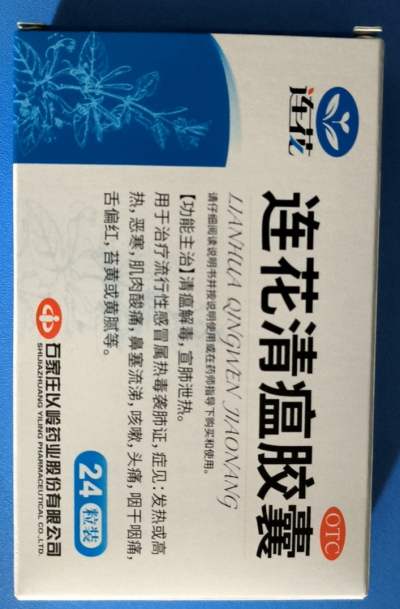 连花
连花清瘟胶囊
OTC
LIANHUA QINGWEN JIAONANG
请仔细阅读说明书并按说明使用或在药师指导下购买和使用。
【功能主治】清瘟解毒，宣肺泄热。
用于治疗流行性感冒属热毒袭肺证，症见：发热或高
热，恶寒，肌肉酸痛，鼻塞流涕，咳嗽，头痛，咽干咽痛，
舌偏红，苔黄或黄腻等。
24粒装
石家庄以岭药业股份有限公司
SHIJIAZHUANG YILING PHARMACEUTICAL CO.,LTD.